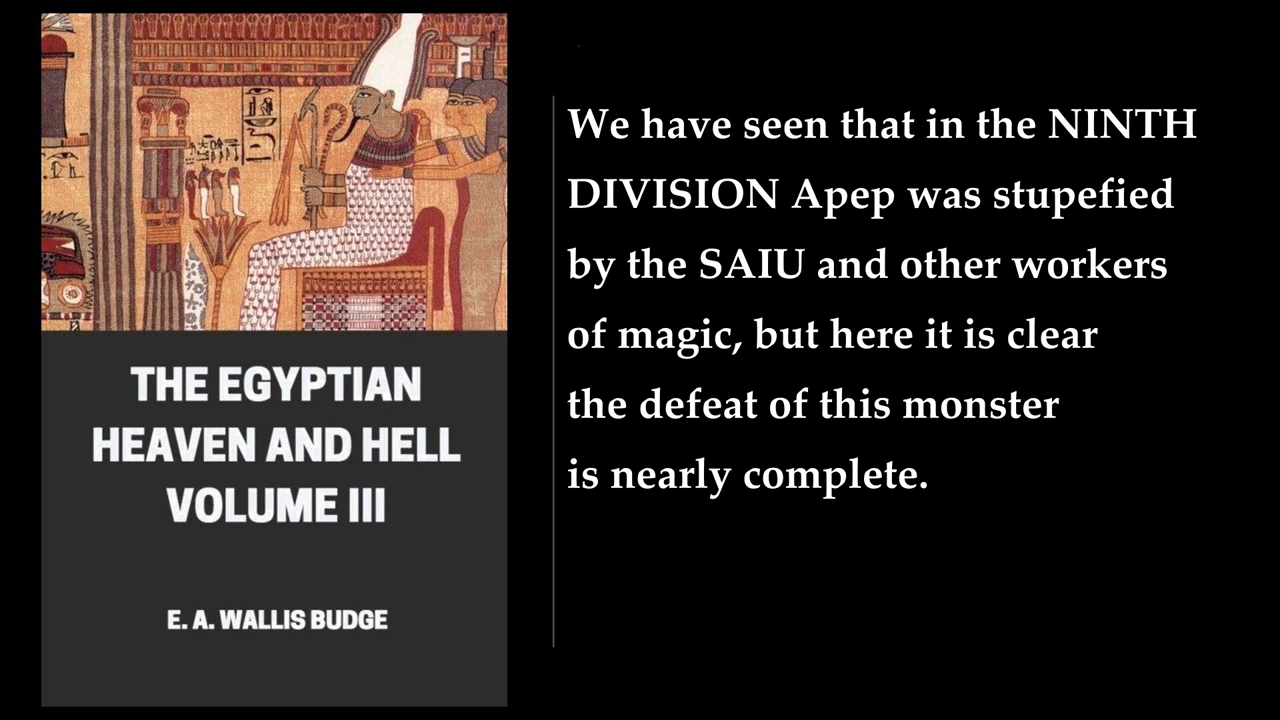 THE EGYPTIAN
HEAVEN AND HELL
VOLUME III
E. A. WALLIS BUDGE
We have seen that in the NINTH
DIVISION Apep was stupefied
by the SAIU and other workers
of magic, but here it is clear
the defeat of this monster
is nearly complete.